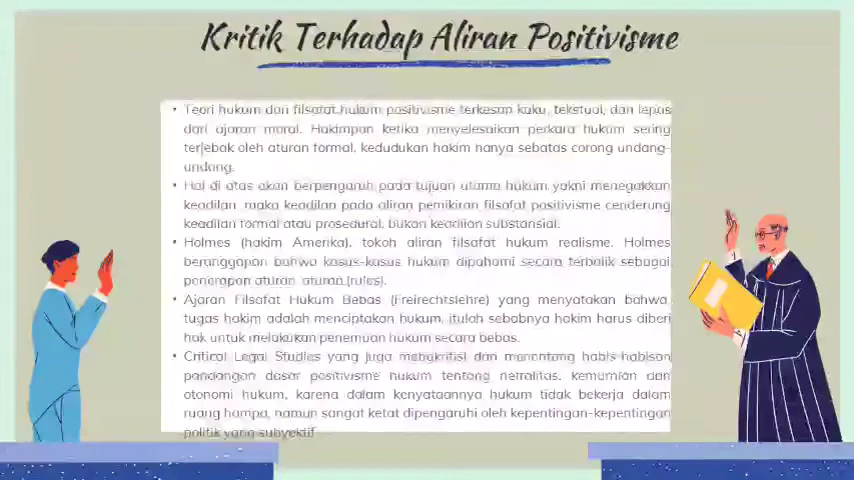 Kritik Terhadap Aliran Positivisme
• Teori hukum dan filsafat hukum positivisme terkesan kaku, tekstual, dan lepas
dari ajaran moral. Hakimpan ketika menyelesaikan perkara hukum sering
terjebak oleh aturan formal, kedudukan hakim hanya sebatas corong undang-
undang.
• Hal di atas akan berpengaruh pada tujuan utama hukum yakni menegakkan
keadilan, maka keadilan pada aliran pemikiran filsafat positivisme cenderung
keadilan formal atau prosedural, bukan keadilan substansial.
• Holmes (hakim Amerika), tokoh aliran filsafat hukum realisme. Holmes
beranggapan bahwa kasus-kasus hukum dipahami secara terbalik sebagai
penerapan aturan-aturan (rules).
• Ajaran Filsafat Hukum Bebas (Freirechtslehre) yang menyatakan bahwa,
tugas hakim adalah menciptakan hukum, itulah sebabnya hakim harus diberi
hak untuk melakukan penemuan hukum secara bebas.
• Critical Legal Studies yang juga mengkritisi dan menentang habis-habisan
pandangan dasar positivisme hukum tentang netralitas, kemurnian dan
otonomi hukum, karena dalam kenyataannya hukum tidak bekerja dalam
ruang hampa, namun sangat ketat dipengaruhi oleh kepentingan-kepentingan
politik yang subyektif